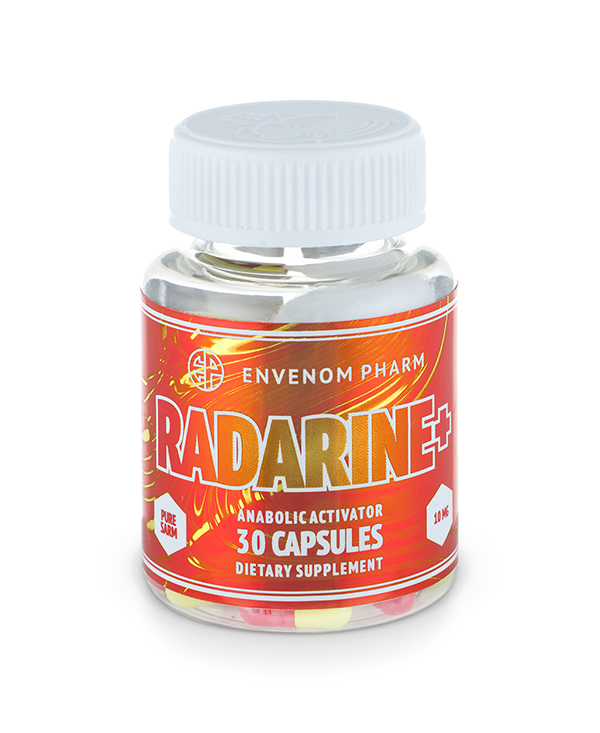 ENVENOM PHARM
RADARINE+
PURE
SARM
ANABOLIC ACTIVATOR
30 CAPSULES
DIETARY SUPPLEMENT
10 MG